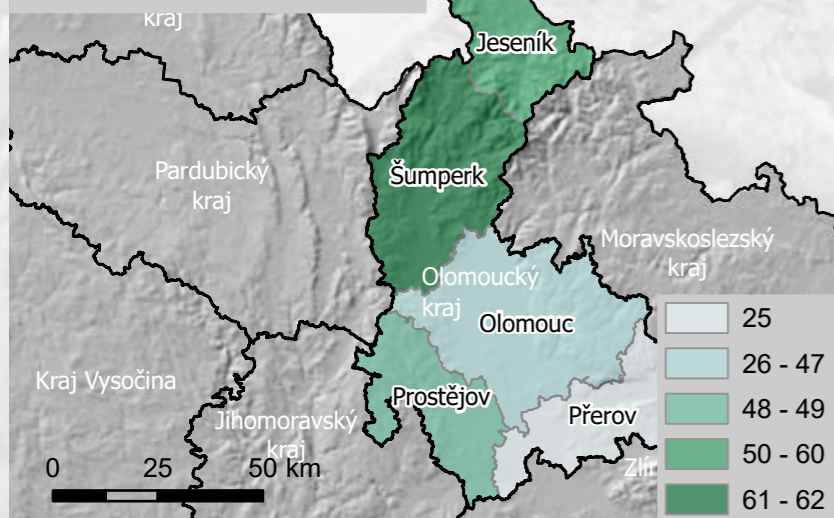 kraj
Jeseník
Pardubický
kraj
Šumperk
Moravskoslezský
kraj
Olomoucký
kraj
Olomouc
Kraj Vysočina
Prostějov
Jihomoravský
kraj
Přerov
0 25 50 km
25
26 - 47
48 - 49
50 - 60
61 - 62